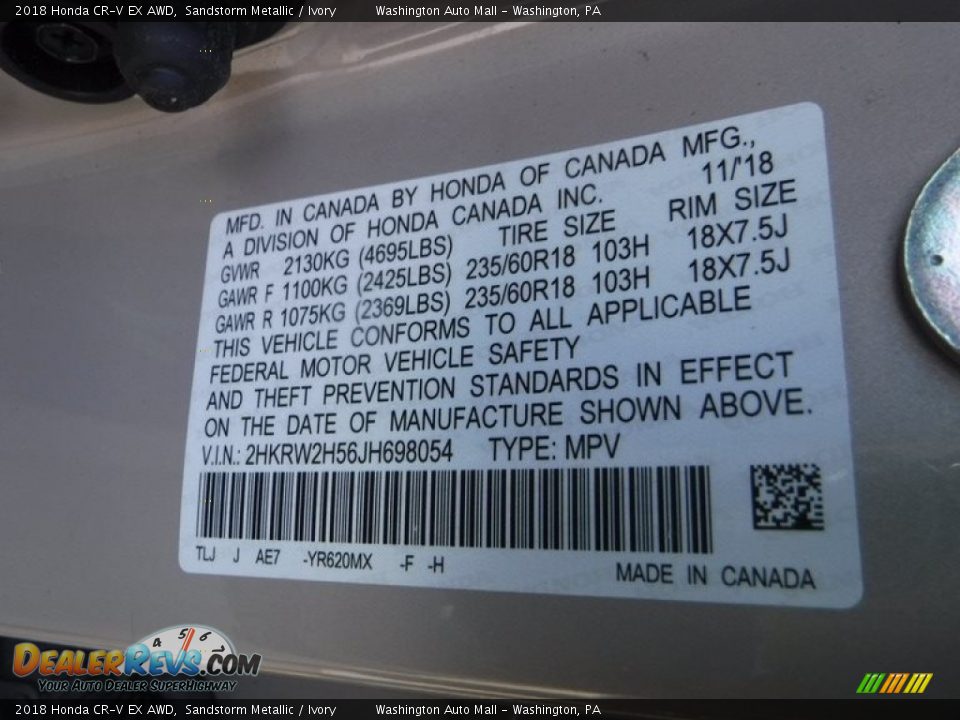 2018 Honda CR-V EX AWD, Sandstorm Metallic / Ivory Washington Auto Mall - Washington, PA
MFD. IN CANADA BY HONDA OF CANADA MFG.,
A DIVISION OF HONDA CANADA INC. 11/'18
GVWR 2130KG (4695LBS) TIRE SIZE RIM SIZE
GAWR F 1100KG (2425LBS) 235/60R18 103H 18X7.5J
GAWR R 1075KG (2369LBS) 235/60R18 103H 18X7.5J
THIS VEHICLE CONFORMS TO ALL APPLICABLE
FEDERAL MOTOR VEHICLE SAFETY
AND THEFT PREVENTION STANDARDS IN EFFECT
ON THE DATE OF MANUFACTURE SHOWN ABOVE.
V.I.N.: 2HKRW2H56JH698054 TYPE: MPV
TLJ J AE7 -YR620MX -F -H
MADE IN CANADA
4 5 6 7
DEALERREVS.COM
YOUR AUTO DEALER SUPERHIGHWAY
2018 Honda CR-V EX AWD, Sandstorm Metallic / Ivory Washington Auto Mall - Washington, PA